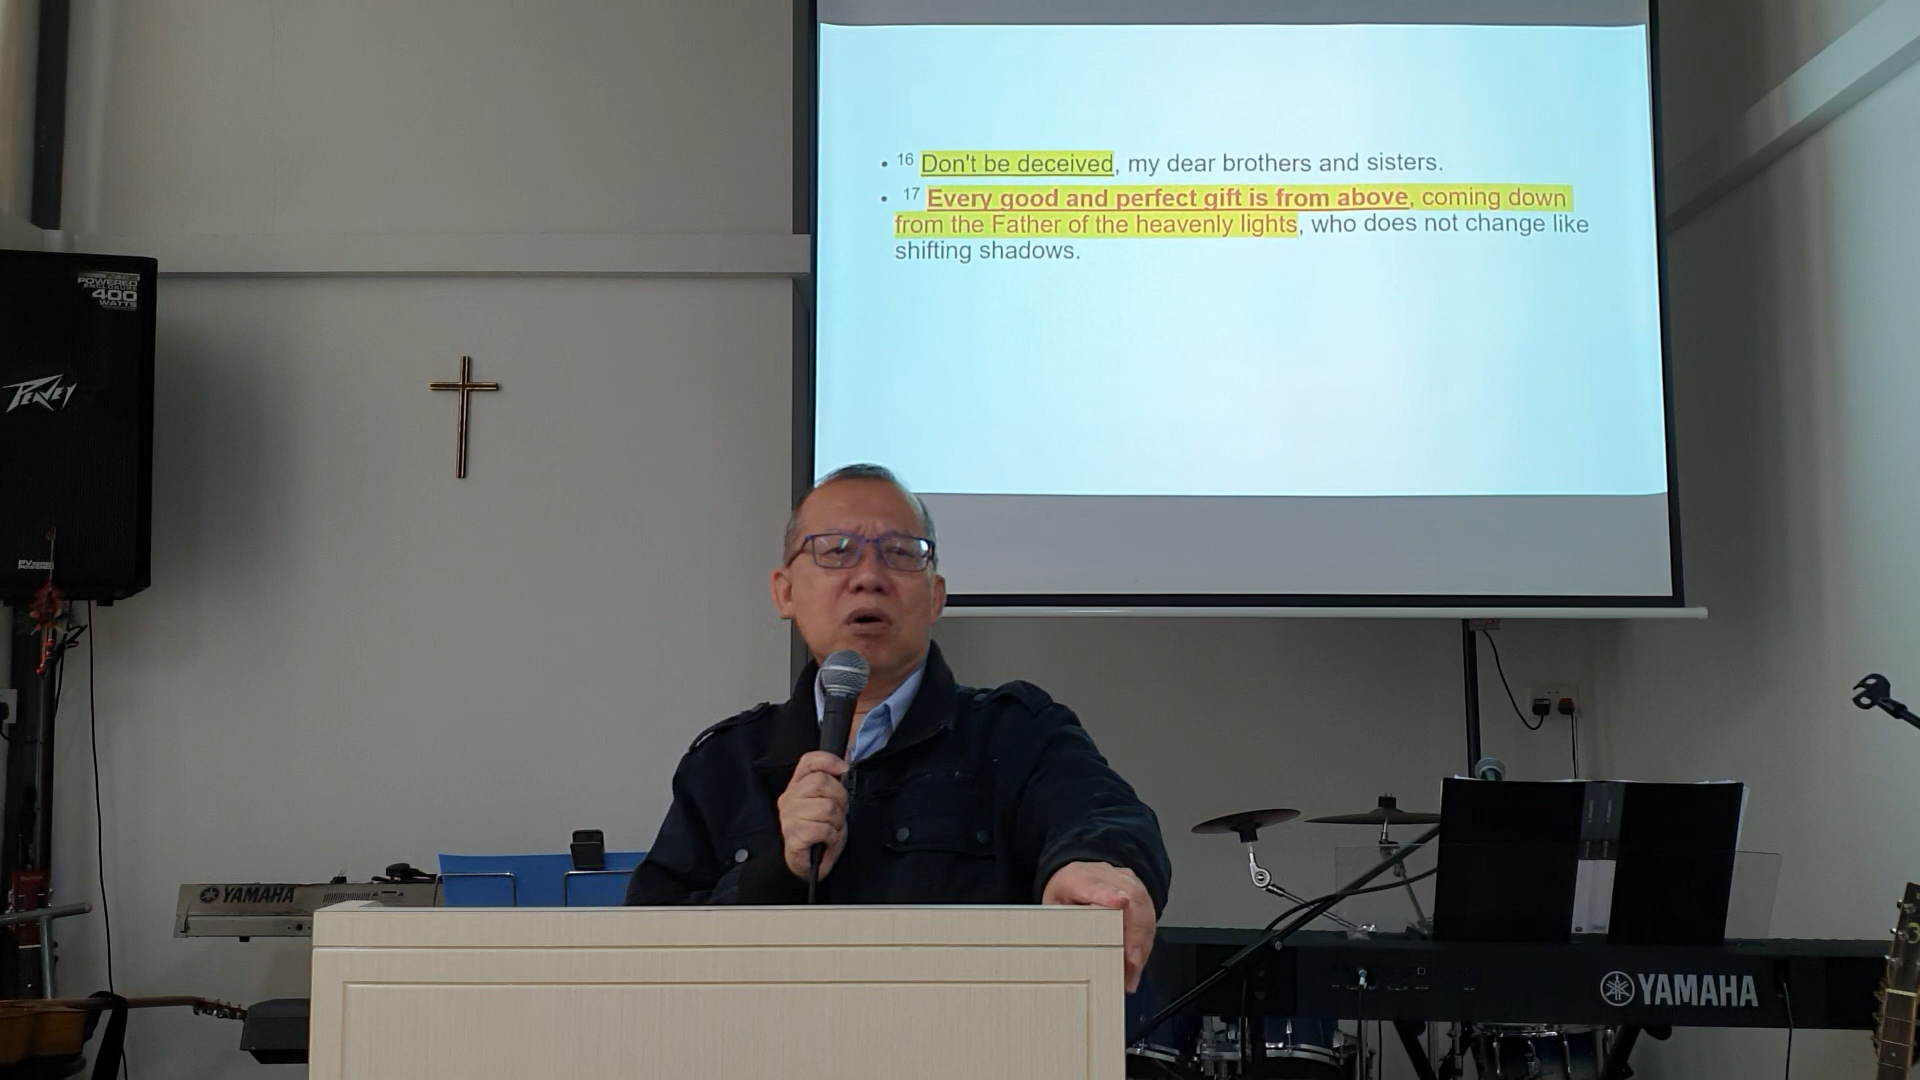 • 16 Don't be deceived, my dear brothers and sisters.
• 17 Every good and perfect gift is from above, coming down
from the Father of the heavenly lights, who does not change like
shifting shadows.
POWERED
ENCLOSURE
400
WATTS
PEAVEY
YAMAHA
YAMAHA